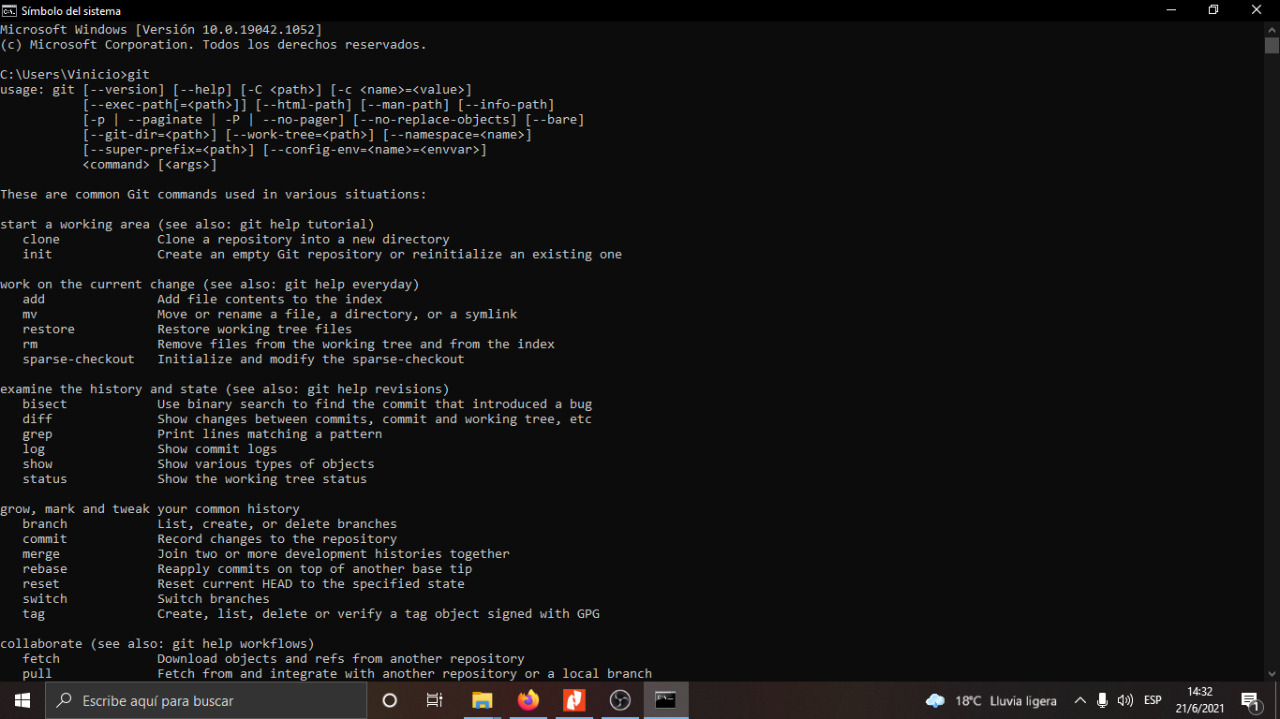 Símbolo del sistema
Microsoft Windows [Versión 10.0.19042.1052]
(c) Microsoft Corporation. Todos los derechos reservados.
C:\Users\Vinicio>git
usage: git [--version] [--help] [-C <path>] [-c <name>=<value>]
           [--exec-path[=<path>]] [--html-path] [--man-path] [--info-path]
           [-p | --paginate | -P | --no-pager] [--no-replace-objects] [--bare]
           [--git-dir=<path>] [--work-tree=<path>] [--namespace=<name>]
           [--super-prefix=<path>] [--config-env=<name>=<envvar>]
           <command> [<args>]
These are common Git commands used in various situations:
start a working area (see also: git help tutorial)
   clone             Clone a repository into a new directory
   init              Create an empty Git repository or reinitialize an existing one
work on the current change (see also: git help everyday)
   add               Add file contents to the index
   mv                Move or rename a file, a directory, or a symlink
   restore           Restore working tree files
   rm                Remove files from the working tree and from the index
   sparse-checkout   Initialize and modify the sparse-checkout
examine the history and state (see also: git help revisions)
   bisect            Use binary search to find the commit that introduced a bug
   diff              Show changes between commits, commit and working tree, etc
   grep              Print lines matching a pattern
   log               Show commit logs
   show              Show various types of objects
   status            Show the working tree status
grow, mark and tweak your common history
   branch            List, create, or delete branches
   commit            Record changes to the repository
   merge             Join two or more development histories together
   rebase            Reapply commits on top of another base tip
   reset             Reset current HEAD to the specified state
   switch            Switch branches
   tag               Create, list, delete or verify a tag object signed with GPG
collaborate (see also: git help workflows)
   fetch             Download objects and refs from another repository
   pull              Fetch from and integrate with another repository or a local branch
Escribe aquí para buscar
18°C Lluvia ligera
ESP
14:32
21/6/2021
1